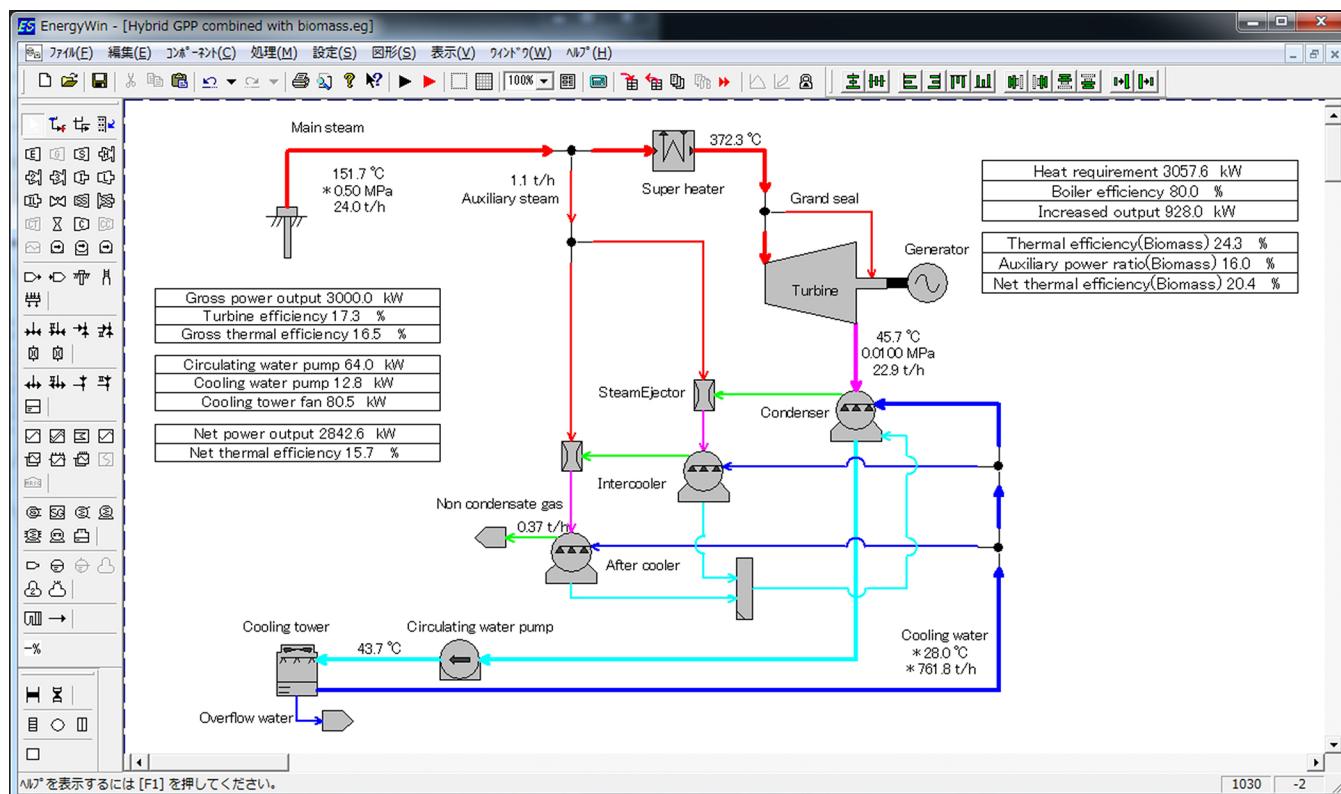 EnergyWin - [Hybrid GPP combined with biomass.eg]
ファイル(F) 編集(E) コンポーネント(C) 処理(M) 設定(S) 図形(S) 表示(V) ウィンドウ(W) ヘルプ(H)
100%
Main steam
151.7 ℃
*0.50 MPa
24.0 t/h
1.1 t/h
Auxiliary steam
Super heater
372.3 ℃
Grand seal
Generator
Turbine
Heat requirement 3057.6 kW
Boiler efficiency 80.0 %
Increased output 928.0 kW
Thermal efficiency(Biomass) 24.3 %
Auxiliary power ratio(Biomass) 16.0 %
Net thermal efficiency(Biomass) 20.4 %
Gross power output 3000.0 kW
Turbine efficiency 17.3 %
Gross thermal efficiency 16.5 %
Circulating water pump 64.0 kW
Cooling water pump 12.8 kW
Cooling tower fan 80.5 kW
Net power output 2842.6 kW
Net thermal efficiency 15.7 %
45.7 ℃
0.0100 MPa
22.9 t/h
SteamEjector
Condenser
Intercooler
Non condensate gas
0.37 t/h
After cooler
Cooling tower
43.7 ℃
Circulating water pump
Cooling water
*28.0 ℃
*761.8 t/h
Overflow water
ヘルプを表示するには [F1] を押してください。
1030
-2